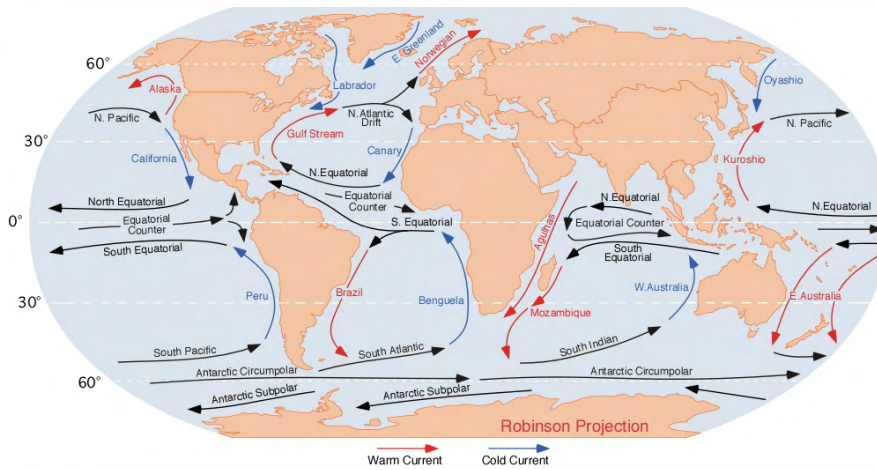 60°
30°
0°
30°
60°
Alaska
N. Pacific
California
North Equatorial
Equatorial
Counter
South Equatorial
Peru
South Pacific
Antarctic Circumpolar
Antarctic Subpolar
Labrador
E. Greenland
Norwegian
N.Atlantic
Drift
Gulf Stream
Canary
N.Equatorial
Equatorial
Counter
S. Equatorial
Brazil
Benguela
South Atlantic
Antarctic Subpolar
Agulhas
Mozambique
N.Equatorial
Equatorial Counter
South
Equatorial
W.Australia
South Indian
Antarctic Circumpolar
Oyashio
N. Pacific
Kuroshio
N.Equatorial
E.Australia
Robinson Projection
Warm Current
Cold Current